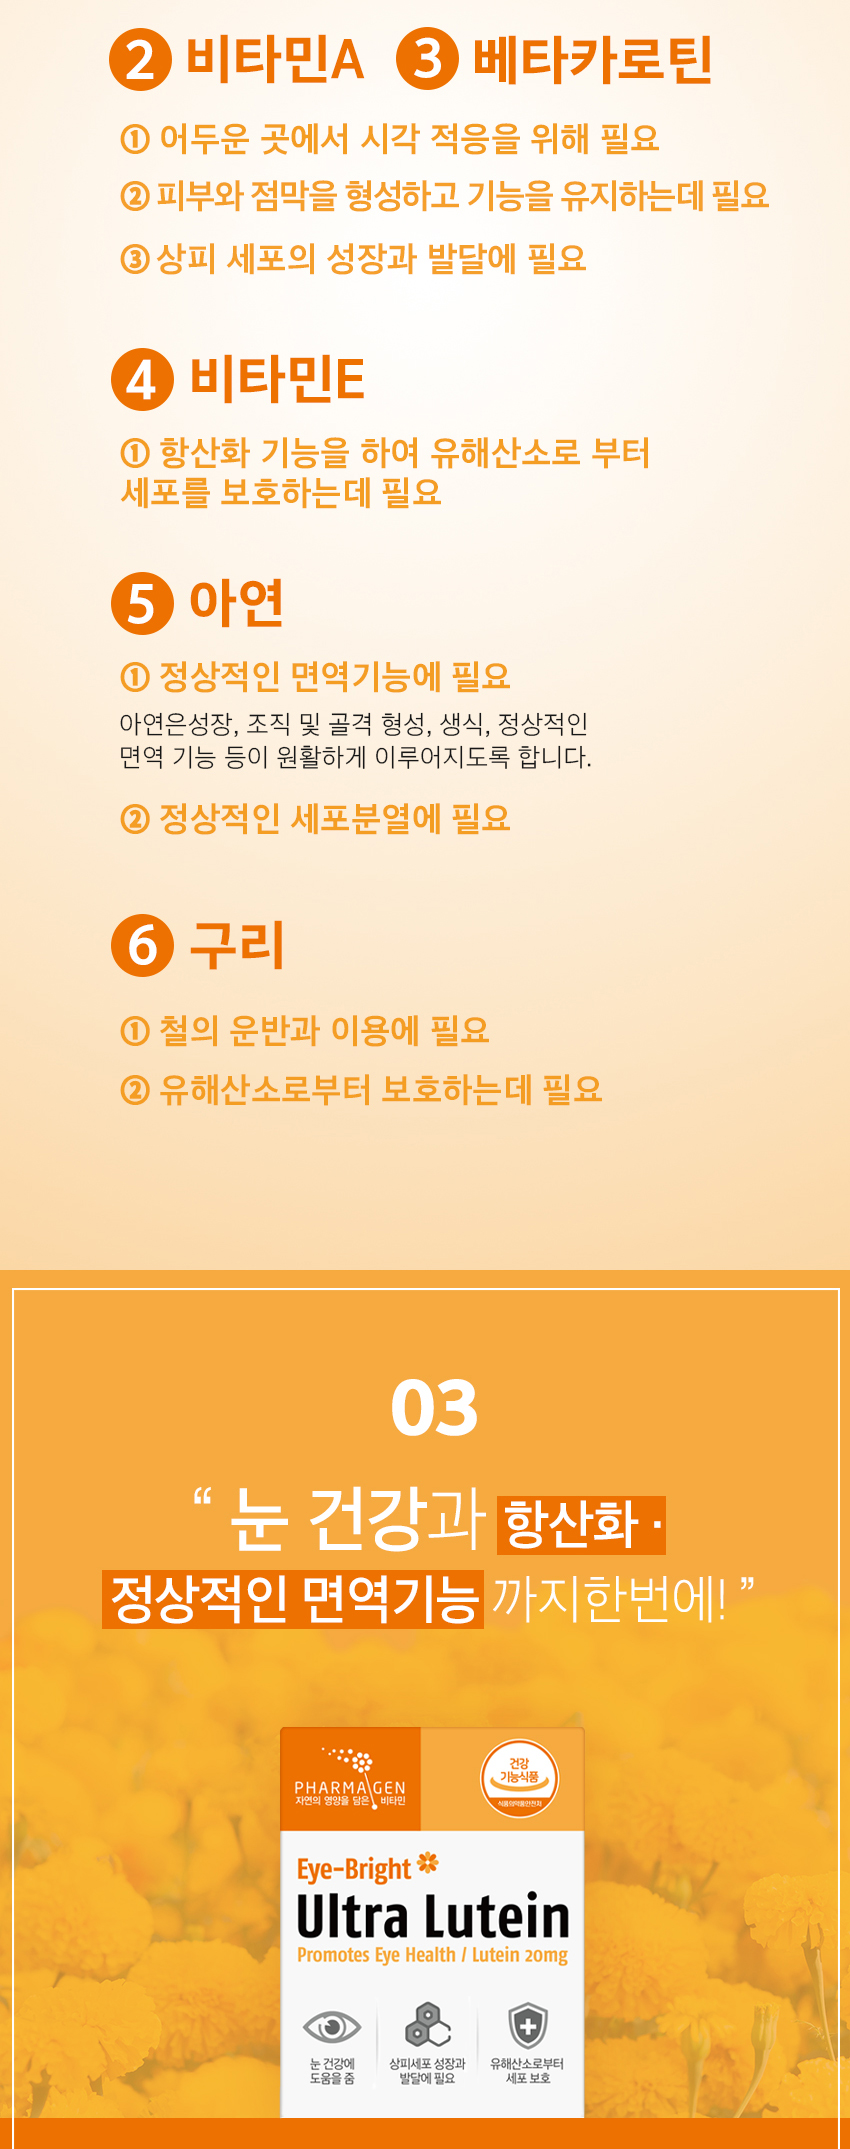 2 비타민A 3 베타카로틴
① 어두운 곳에서 시각 적응을 위해 필요
② 피부와 점막을 형성하고 기능을 유지하는데 필요
③ 상피 세포의 성장과 발달에 필요
4 비타민E
① 항산화 기능을 하여 유해산소로 부터
세포를 보호하는데 필요
5 아연
① 정상적인 면역기능에 필요
아연은성장, 조직 및 골격 형성, 생식, 정상적인
면역 기능 등이 원활하게 이루어지도록 합니다.
② 정상적인 세포분열에 필요
6 구리
① 철의 운반과 이용에 필요
② 유해산소로부터 보호하는데 필요
03
“ 눈 건강과 항산화 ·
정상적인 면역기능 까지한번에! ”
PHARMAGEN
자연의 영양을 담은 비타민
건강
기능식품
식품의약품안전처
Eye-Bright
Ultra Lutein
Promotes Eye Health / Lutein 20mg
눈 건강에
도움을 줌
상피세포 성장과
발달에 필요
유해산소로부터
세포 보호